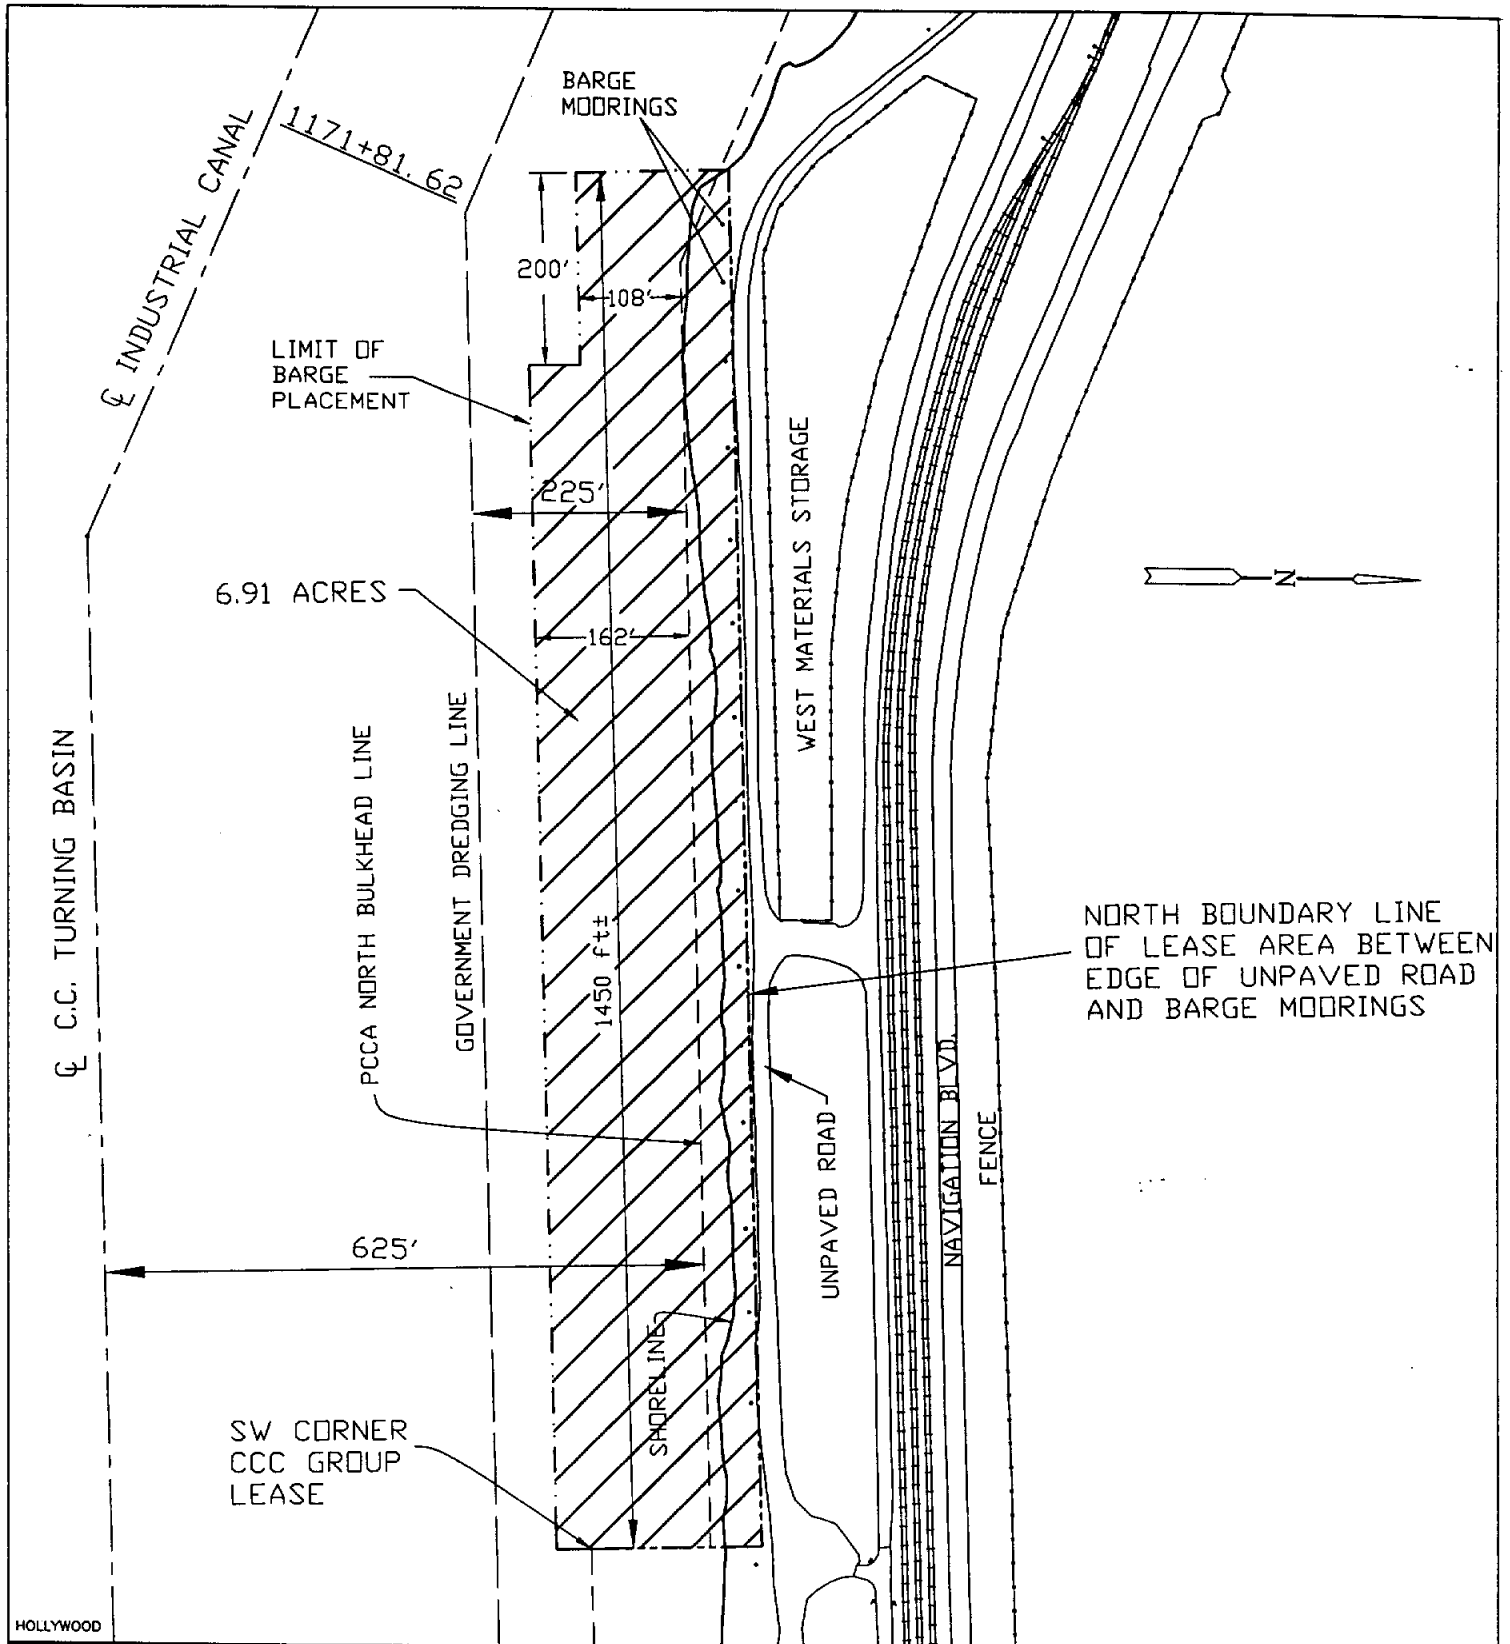 BARGE
MOORINGS
℄ INDUSTRIAL CANAL
1171+81.62
200'
108'
LIMIT OF
BARGE
PLACEMENT
225'
WEST MATERIALS STORAGE
6.91 ACRES
N
162'
℄ C.C. TURNING BASIN
PCCA NORTH BULKHEAD LINE
GOVERNMENT DREDGING LINE
1450 ft±
NORTH BOUNDARY LINE
OF LEASE AREA BETWEEN
EDGE OF UNPAVED ROAD
AND BARGE MOORINGS
UNPAVED ROAD
NAVIGATION BLVD.
FENCE
625'
SHORELINE
SW CORNER
CCC GROUP
LEASE
HOLLYWOOD